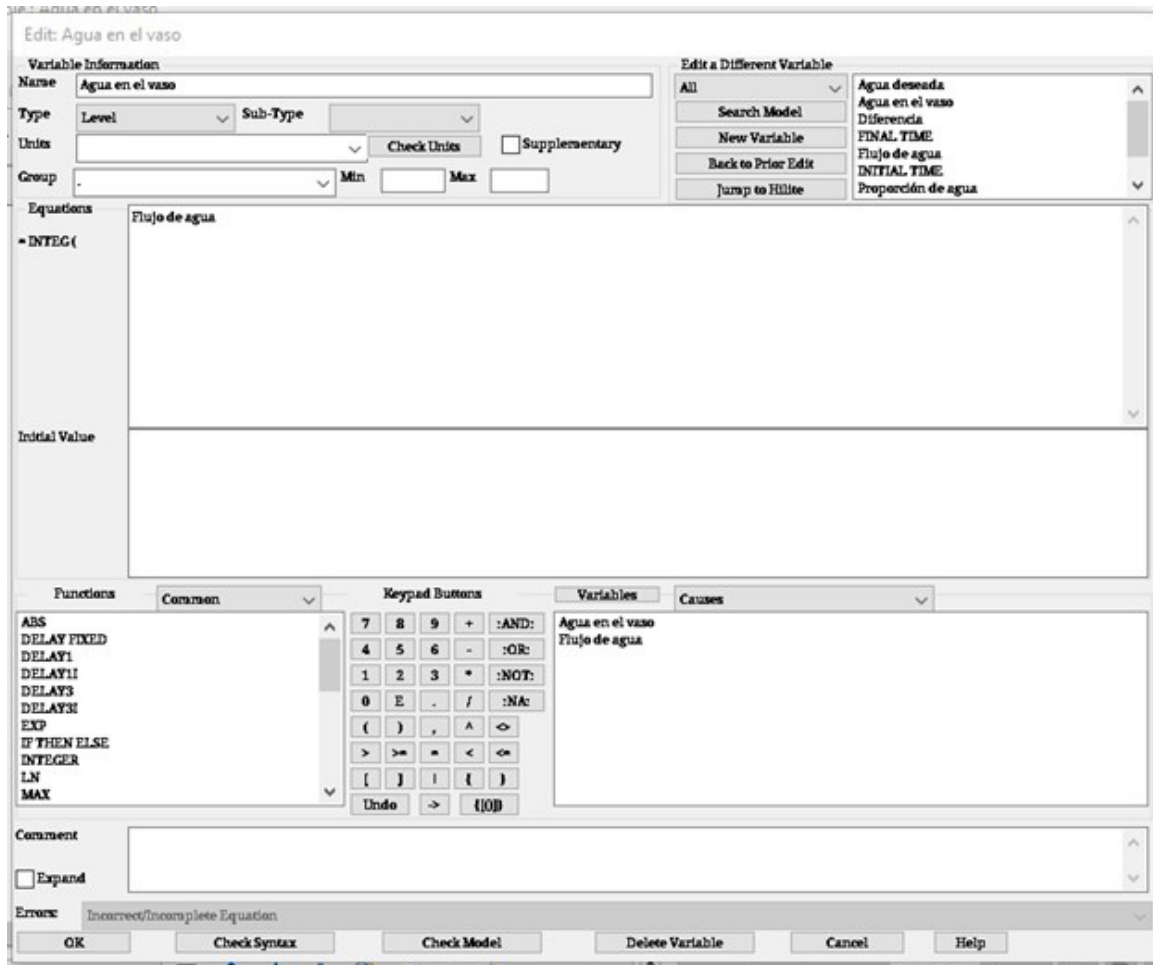 Edit: Agua en el vaso
Variable Information
Name Agua en el vaso
Type Level Sub-Type
Units Check Units Supplementary
Group . Min Max
Edit a Different Variable
All
Search Model
New Variable
Back to Prior Edit
Jump to Hilite
Agua deseada
Agua en el vaso
Diferencia
FINAL TIME
Flujo de agua
INITIAL TIME
Proporción de agua
Equations
= INTEG (
Flujo de agua
Initial Value
Functions Common
ABS
DELAY FIXED
DELAY1
DELAY1I
DELAY3
DELAY3I
EXP
IF THEN ELSE
INTEGER
LN
MAX
Keypad Buttons
7 8 9 + :AND:
4 5 6 - :OR:
1 2 3 * :NOT:
0 E . / :NA:
( ) , ^ <>
> >= = < <=
[ ] | { }
Undo -> {[()]}
Variables Causes
Agua en el vaso
Flujo de agua
Comment
Expand
Errors: Incorrect/Incomplete Equation
OK Check Syntax Check Model Delete Variable Cancel Help